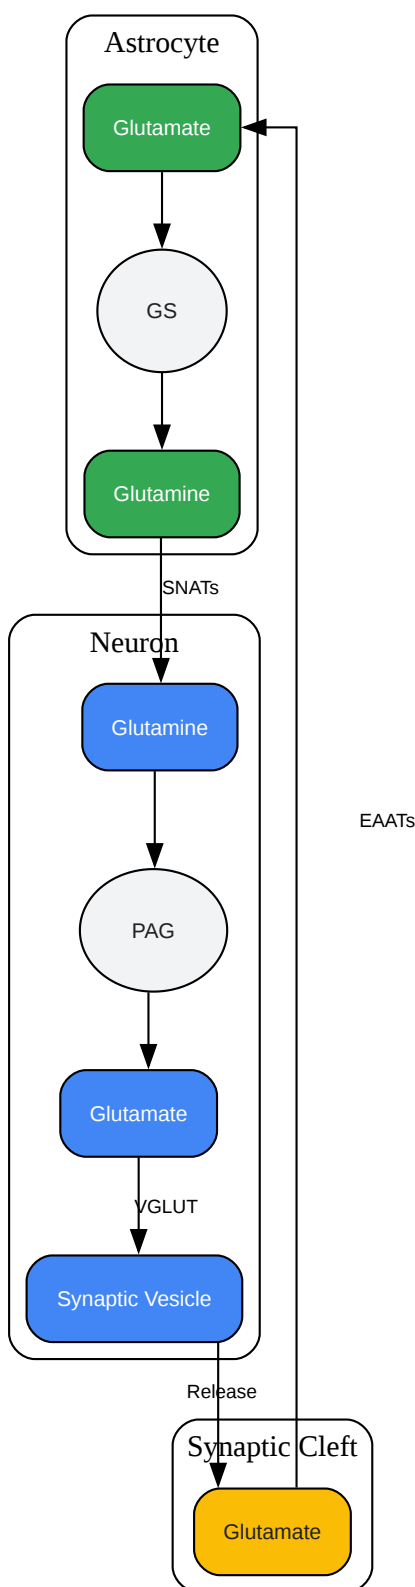 Astrocyte
Glutamate
GS
Glutamine
SNATs
Neuron
Glutamine
EAATs
PAG
Glutamate
VGLUT
Synaptic Vesicle
Release
Synaptic Cleft
Glutamate